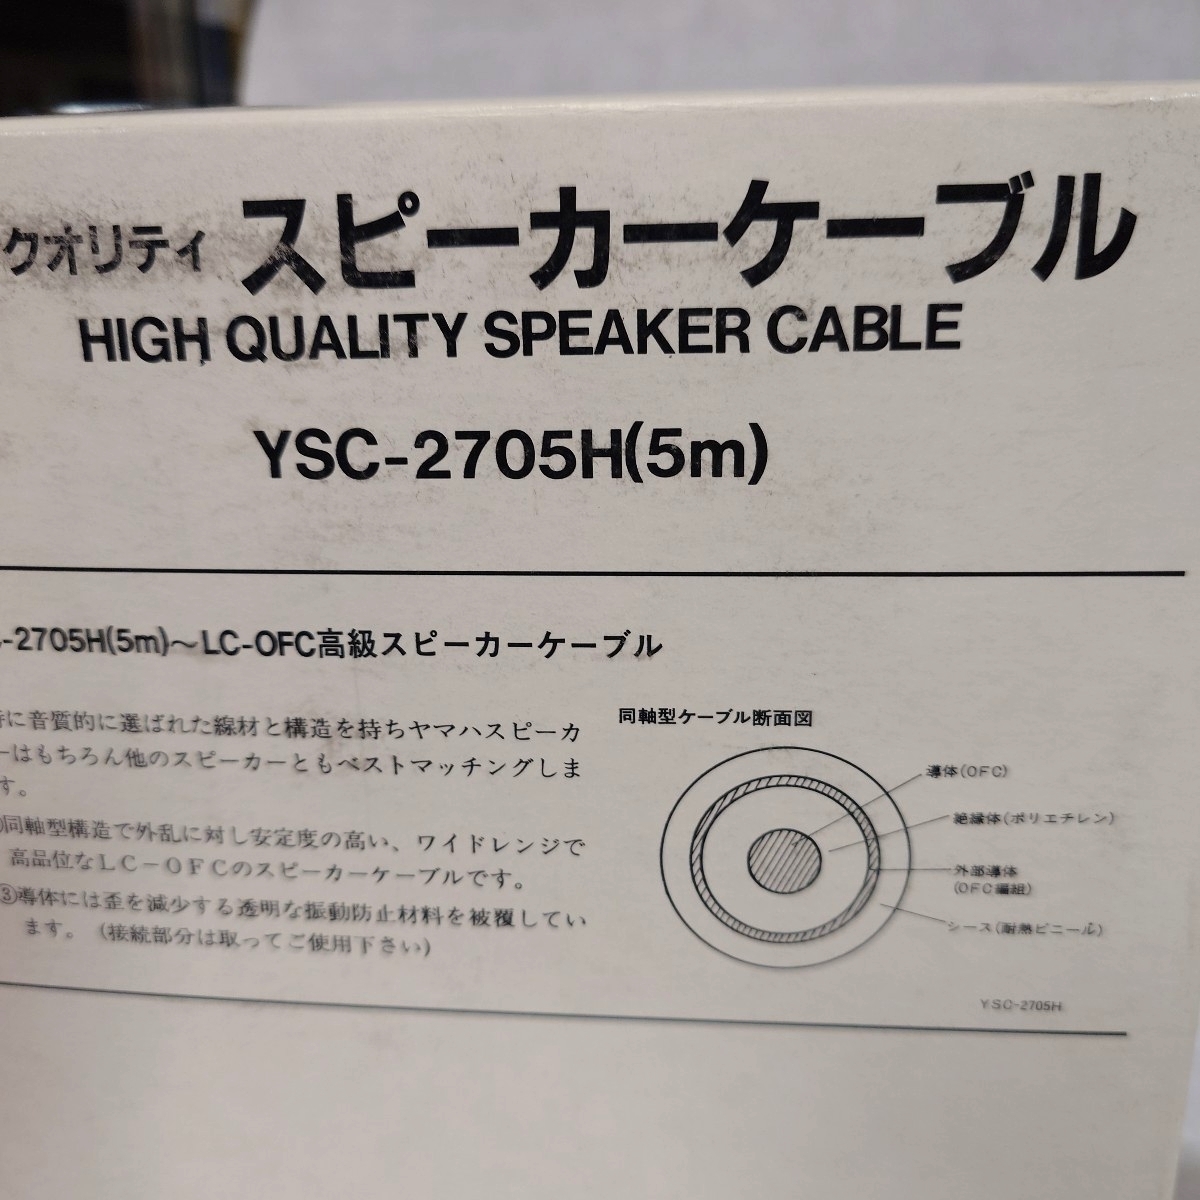 クオリティ スピーカーケーブル
HIGH QUALITY SPEAKER CABLE
YSC-2705H(5m)
-2705H(5m)～LC-OFC高級スピーカーケーブル
に音質的に選ばれた線材と構造を持ちヤマハスピーカ
ーはもちろん他のスピーカーともベストマッチングしま
す。
同軸型構造で外乱に対し安定度の高い、ワイドレンジで
高品位なLC－OFCのスピーカーケーブルです。
③導体には歪を減少する透明な振動防止材料を被覆してい
ます。（接続部分は取ってご使用下さい）
同軸型ケーブル断面図
導体(OFC)
絶縁体(ポリエチレン)
外部導体
(OFC編組)
シース(耐熱ビニール)
YSC-2705H